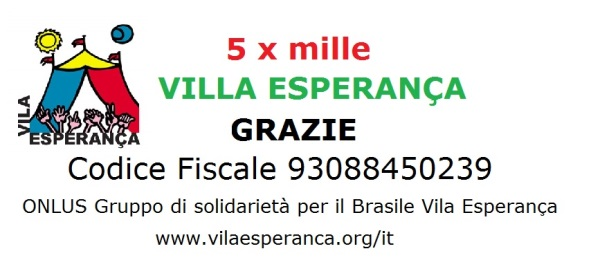 5 x mille
VILLA ESPERANÇA
GRAZIE
VILA
ESPERANÇA
Codice Fiscale 93088450239
ONLUS Gruppo di solidarietà per il Brasile Vila Esperança
www.vilaesperanca.org/it